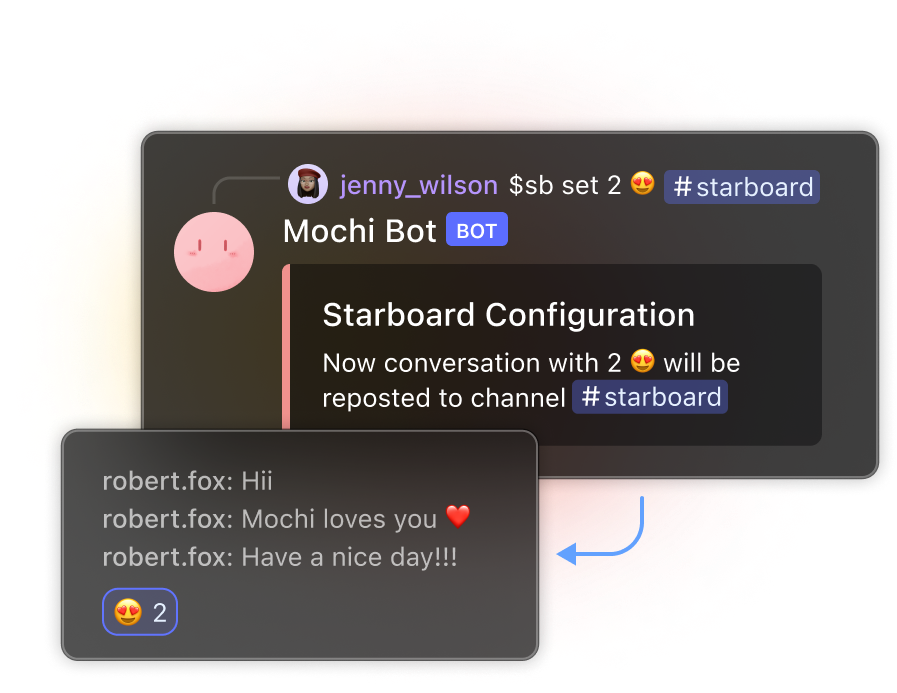 jenny_wilson $sb set 2 😍 #starboard
Mochi Bot BOT
Starboard Configuration
Now conversation with 2 😍 will be
reposted to channel #starboard
robert.fox: Hii
robert.fox: Mochi loves you ❤️
robert.fox: Have a nice day!!!
😍 2